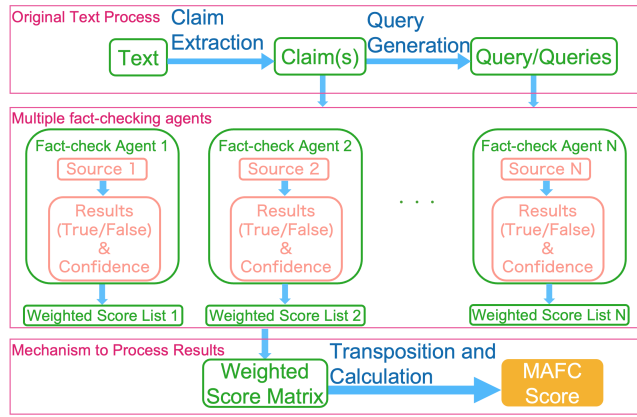 Original Text Process
Claim
Extraction
Query
Generation
Text
Claim(s)
Query/Queries
Multiple fact-checking agents
Fact-check Agent 1
Source 1
Results
(True/False)
&
Confidence
Weighted Score List 1
Fact-check Agent 2
Source 2
Results
(True/False)
&
Confidence
Weighted Score List 2
. . .
Fact-check Agent N
Source N
Results
(True/False)
&
Confidence
Weighted Score List N
Mechanism to Process Results
Weighted
Score Matrix
Transposition and
Calculation
MAFC
Score